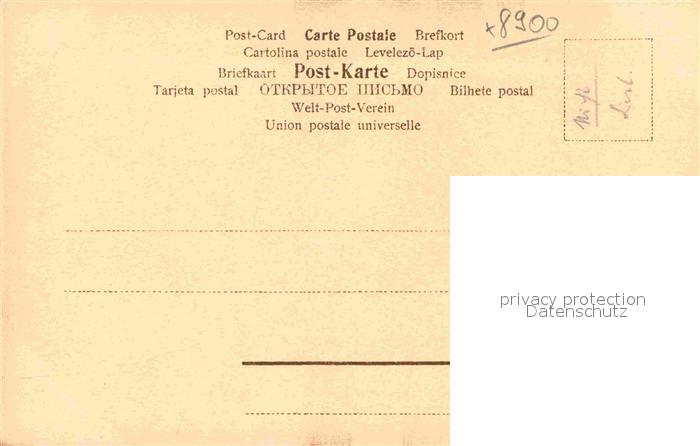 Post-Card Carte Postale Brefkort x8900
Cartolina postale Levelező-Lap
Briefkaart Post-Karte Dopisnice
Tarjeta postal ОТКРЫТОЕ ПИСЬМО Bilhete postal
Welt-Post-Verein
Union postale universelle
privacy protection
Datenschutz